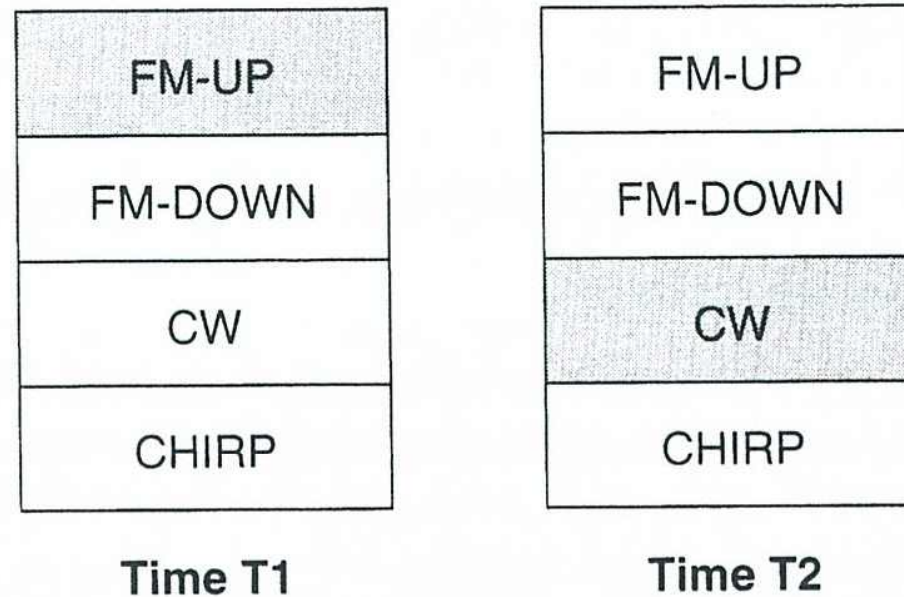 FM-UP
FM-DOWN
CW
CHIRP
Time T1
FM-UP
FM-DOWN
CW
CHIRP
Time T2